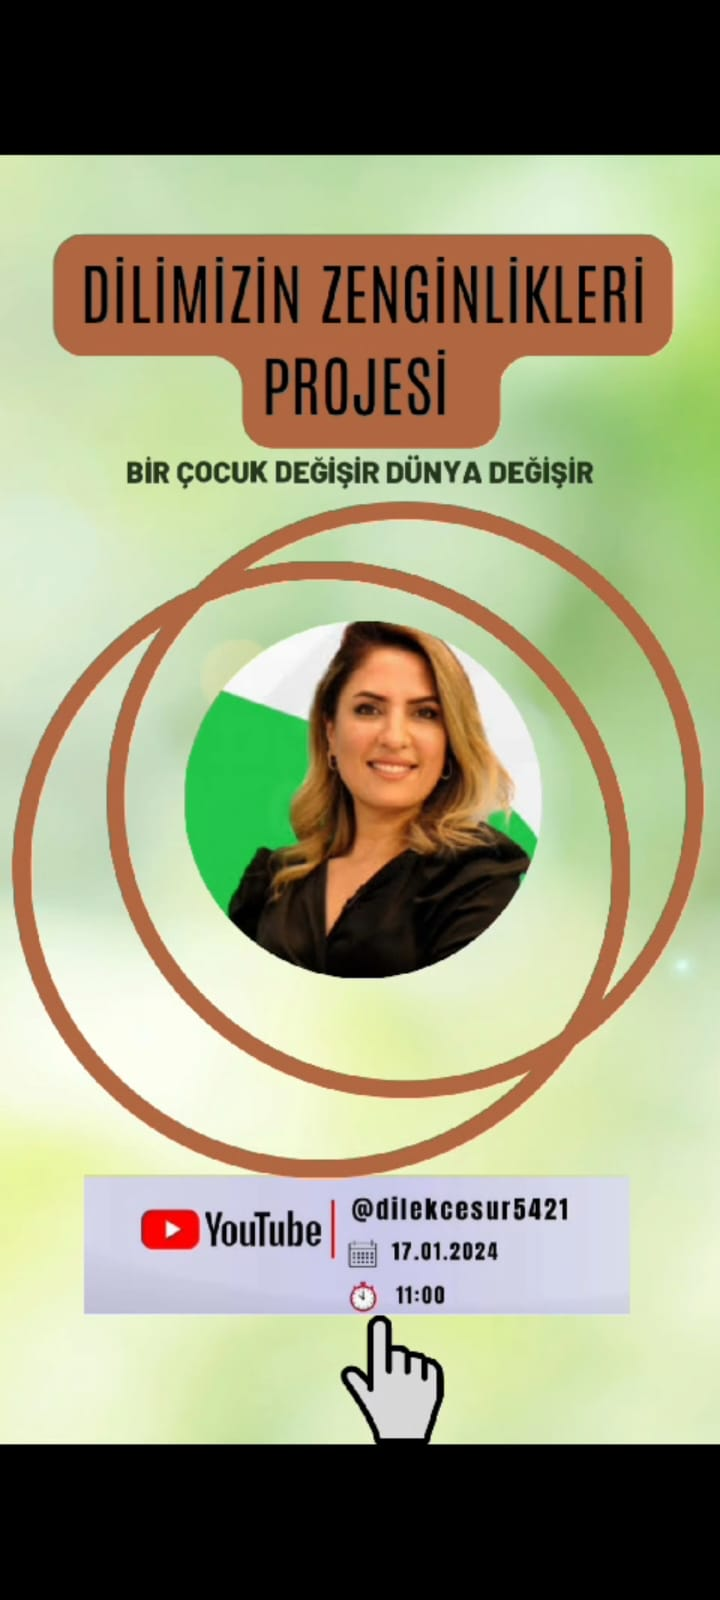 DİLİMİZİN ZENGİNLİKLERİ
PROJESİ
BİR ÇOCUK DEĞİŞİR DÜNYA DEĞİŞİR
YouTube
@dilekcesur5421
17.01.2024
11:00